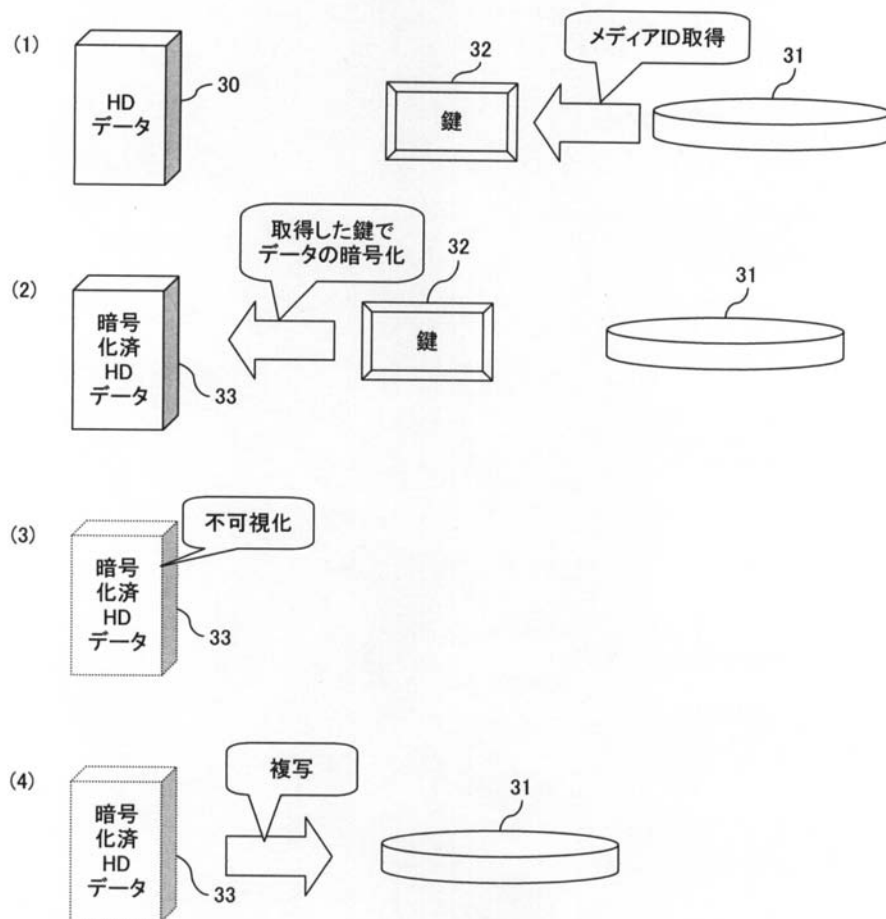 (1)
HD
データ
30
32
鍵
メディアID取得
31
(2)
暗号
化済
HD
データ
33
取得した鍵で
データの暗号化
32
鍵
31
(3)
暗号
化済
HD
データ
不可視化
33
(4)
暗号
化済
HD
データ
33
複写
31